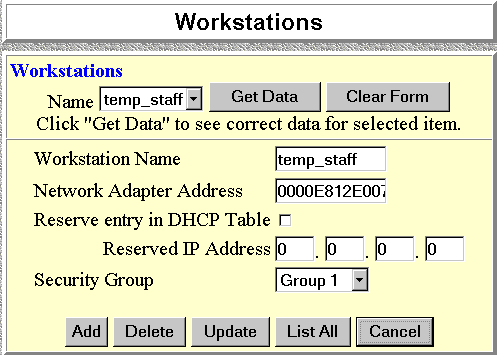 Workstations
Workstations
Name temp_staff Get Data Clear Form
Click "Get Data" to see correct data for selected item.
Workstation Name temp_staff
Network Adapter Address 0000E812E007
Reserve entry in DHCP Table
Reserved IP Address 0 . 0 . 0 . 0
Security Group Group 1
Add Delete Update List All Cancel